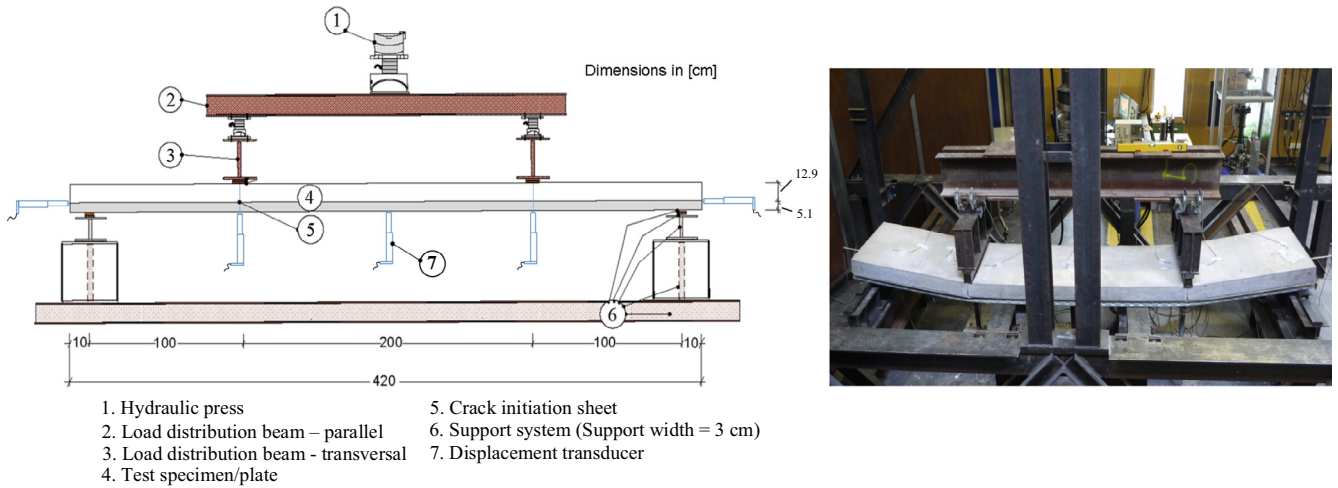 1
Dimensions in [cm]
2
3
4
12.9
5.1
5
7
6
10 100 200 100 10
420
1. Hydraulic press
2. Load distribution beam – parallel
3. Load distribution beam - transversal
4. Test specimen/plate
5. Crack initiation sheet
6. Support system (Support width = 3 cm)
7. Displacement transducer